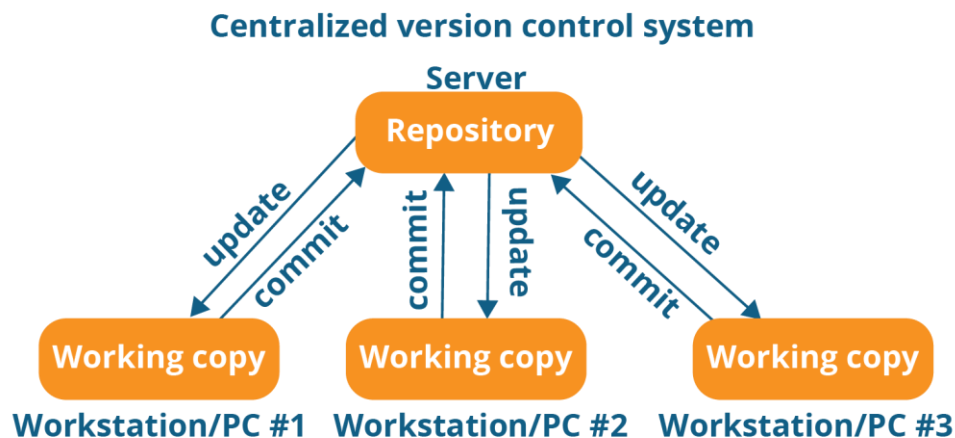 Centralized version control system
Server
Repository
update
commit
commit
update
update
commit
Working copy
Working copy
Working copy
Workstation/PC #1
Workstation/PC #2
Workstation/PC #3